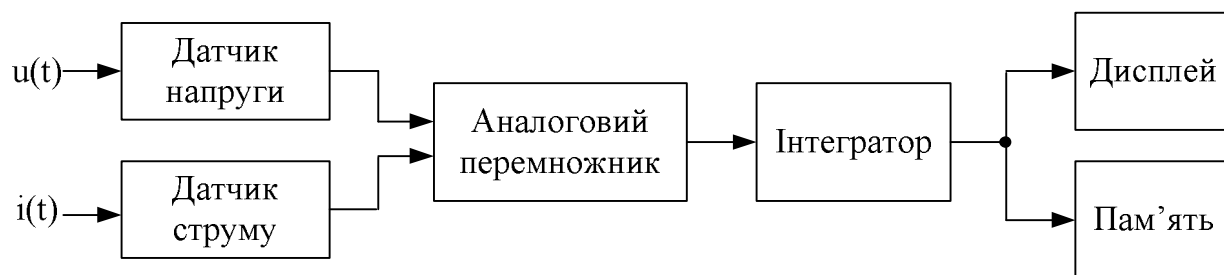 u(t)
Датчик
напруги
i(t)
Датчик
струму
Аналоговий
перемножник
Інтегратор
Дисплей
Пам’ять